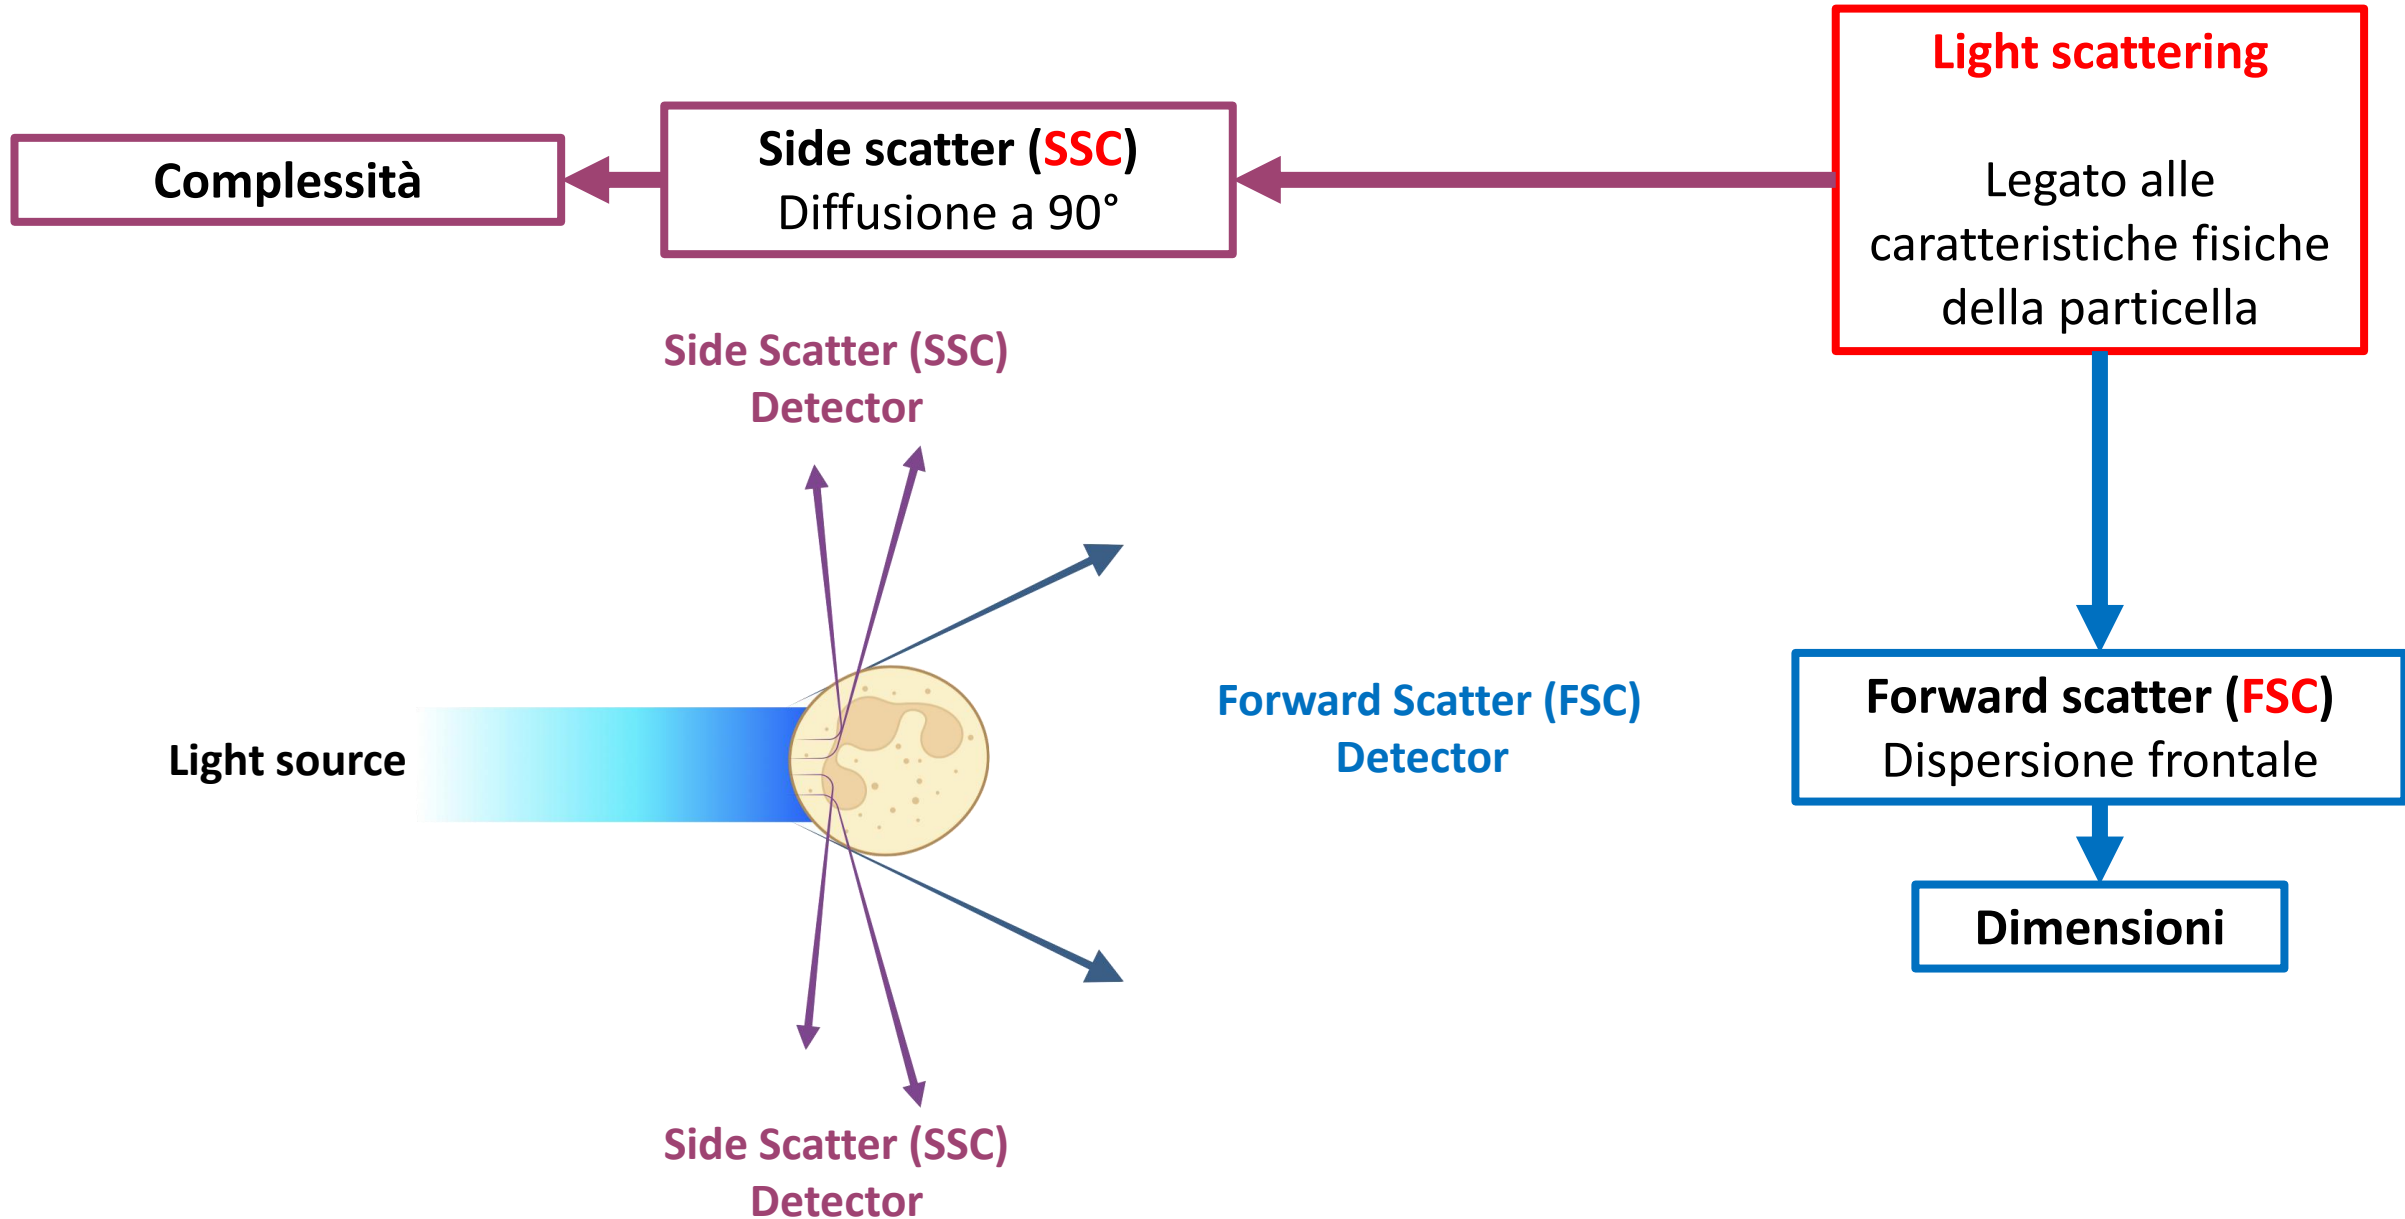 Light scattering
Legato alle
caratteristiche fisiche
della particella
Side scatter (SSC)
Diffusione a 90°
Complessità
Side Scatter (SSC)
Detector
Light source
Forward Scatter (FSC)
Detector
Forward scatter (FSC)
Dispersione frontale
Dimensioni
Side Scatter (SSC)
Detector